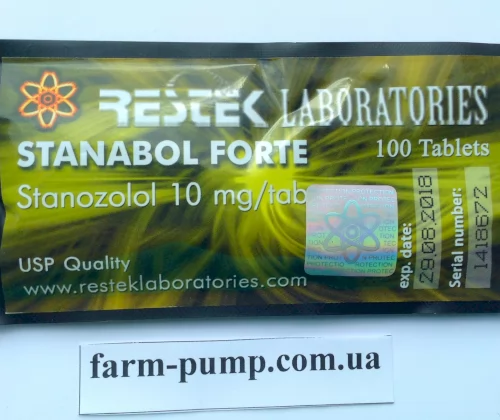 RESTEK LABORATORIES
STANABOL FORTE
100 Tablets
Stanozolol 10 mg/tab
USP Quality
www.resteklaboratories.com
exp. date:
29.08.2018
Serial number:
1418672
farm-pump.com.ua